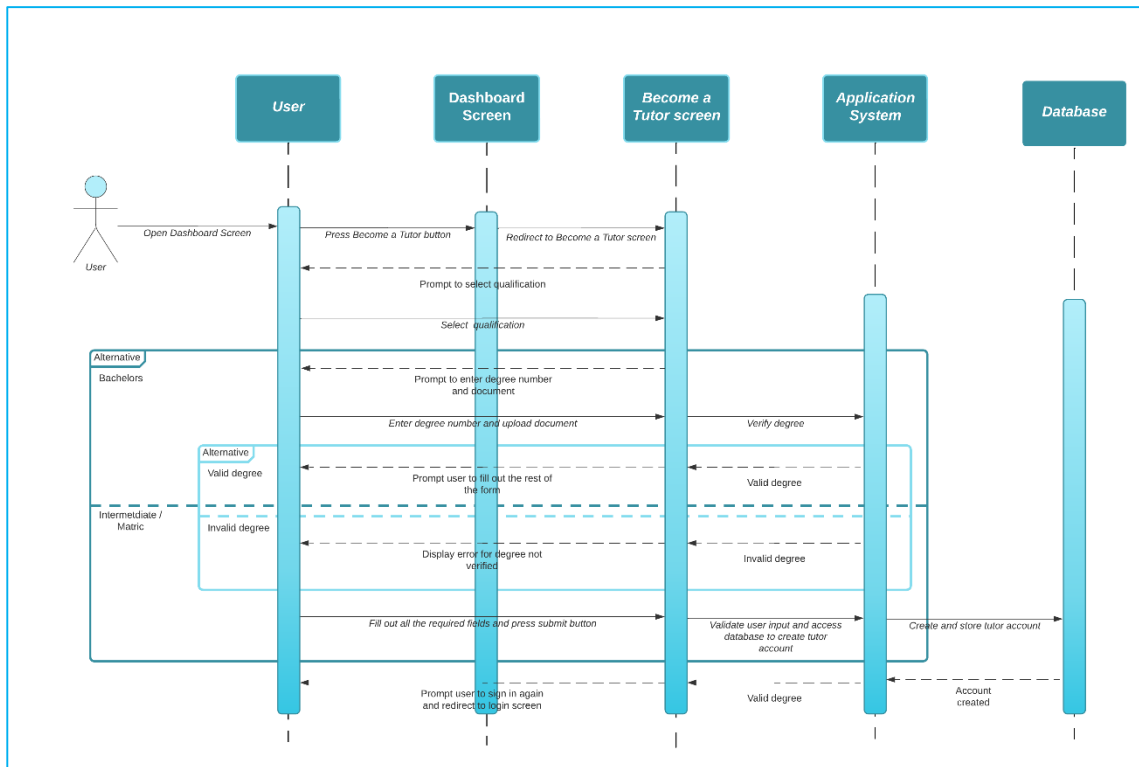 User
Dashboard
Screen
Become a
Tutor screen
Application
System
Database
User
Open Dashboard Screen
Press Become a Tutor button
Redirect to Become a Tutor screen
Prompt to select qualification
Select qualification
Alternative
Bachelors
Prompt to enter degree number
and document
Enter degree number and upload document
Verify degree
Alternative
Valid degree
Prompt user to fill out the rest of
the form
Valid degree
Intermetdiate /
Matric
Invalid degree
Display error for degree not
verified
Invalid degree
Fill out all the required fields and press submit button
Validate user input and access
database to create tutor
account
Create and store tutor account
Prompt user to sign in again
and redirect to login screen
Valid degree
Account
created